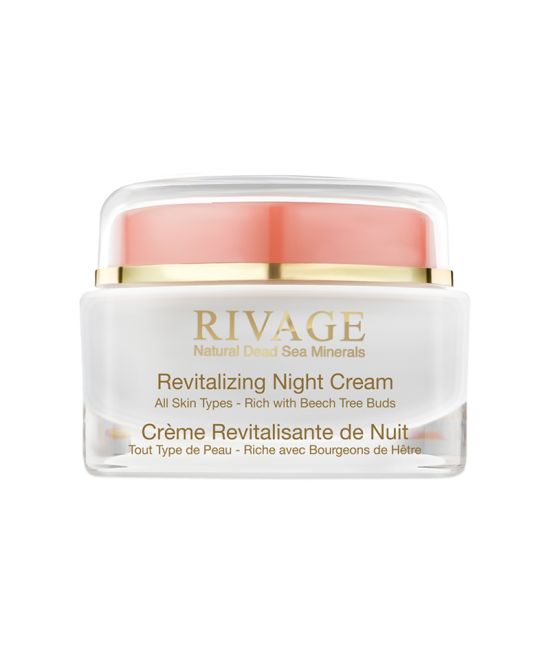 RIVAGE
Natural Dead Sea Minerals
Revitalizing Night Cream
All Skin Types - Rich with Beech Tree Buds
Crème Revitalisante de Nuit
Tout Type de Peau - Riche avec Bourgeons de Hêtre